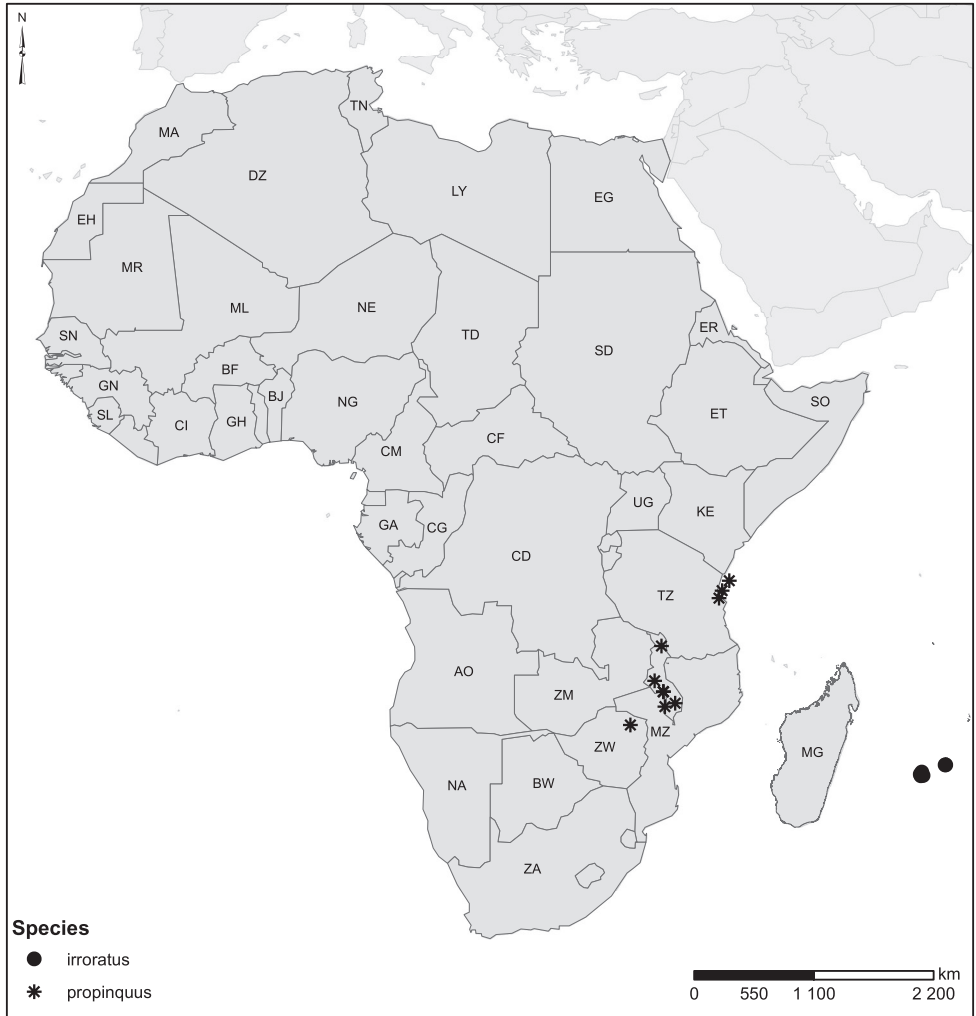 N
TN
MA
DZ
LY
EG
EH
MR
ML
NE
TD
SD
ER
SN
BF
BJ
NG
GN
SL
CI
GH
CM
CF
ET
SO
UG
KE
GA
CG
CD
TZ
AO
ZM
MZ
ZW
MG
NA
BW
ZA
Species
irroratus
propinquus
km
0 550 1 100 2 200